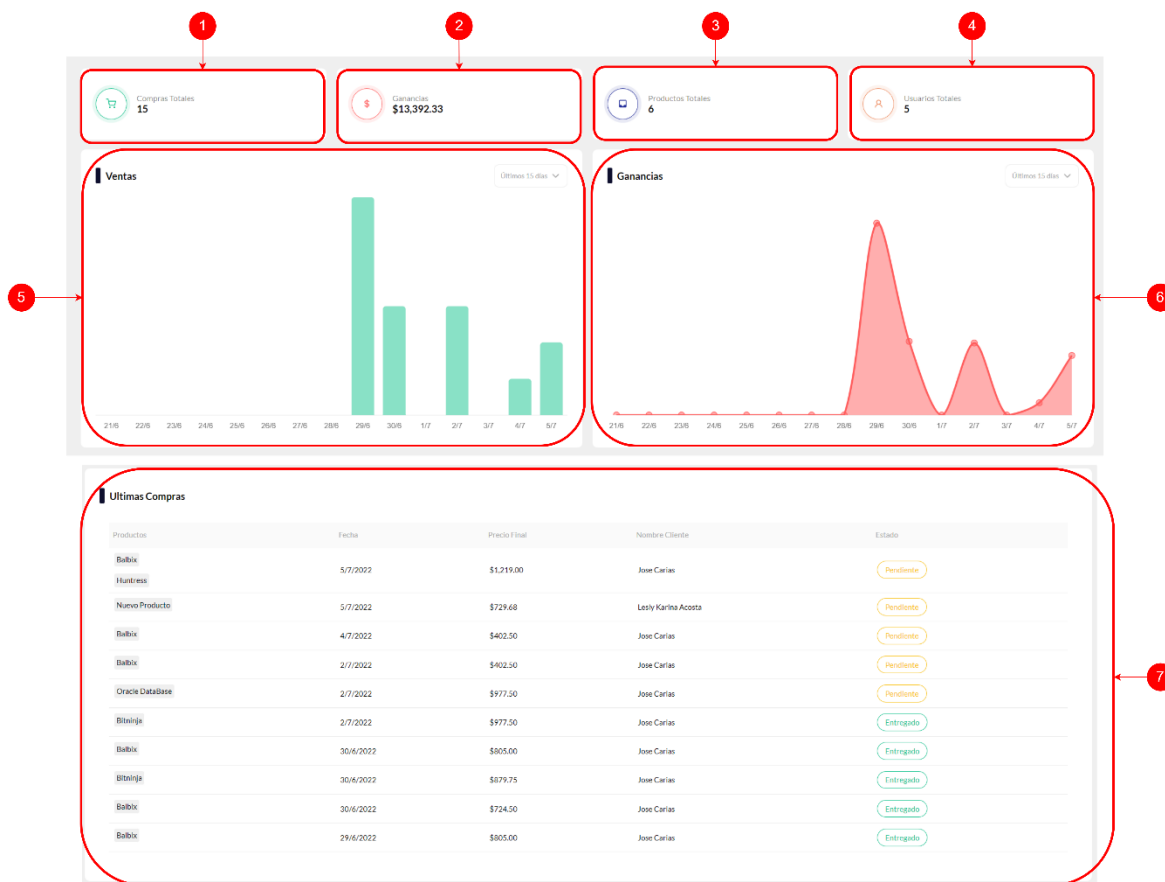 1
2
3
4
Compras Totales
15
Ganancias
$13,392.33
Productos Totales
6
Usuarios Totales
5
Ventas
Últimos 15 días
Ganancias
Últimos 15 días
5
6
21/6 22/6 23/6 24/6 25/6 26/6 27/6 28/6 29/6 30/6 1/7 2/7 3/7 4/7 5/7
21/6 22/6 23/6 24/6 25/6 26/6 27/6 28/6 29/6 30/6 1/7 2/7 3/7 4/7 5/7
Ultimas Compras
Productos Fecha Precio Final Nombre Cliente Estado
Balbix
Huntress
5/7/2022 $1,219.00 Jose Carias Pendiente
Nuevo Producto 5/7/2022 $729.68 Lesly Karina Acosta Pendiente
Balbix 4/7/2022 $402.50 Jose Carias Pendiente
Balbix 2/7/2022 $402.50 Jose Carias Pendiente
7
Oracle DataBase 2/7/2022 $977.50 Jose Carias Pendiente
Bitninja 2/7/2022 $977.50 Jose Carias Entregado
Balbix 30/6/2022 $805.00 Jose Carias Entregado
Bitninja 30/6/2022 $879.75 Jose Carias Entregado
Balbix 30/6/2022 $724.50 Jose Carias Entregado
Balbix 29/6/2022 $805.00 Jose Carias Entregado